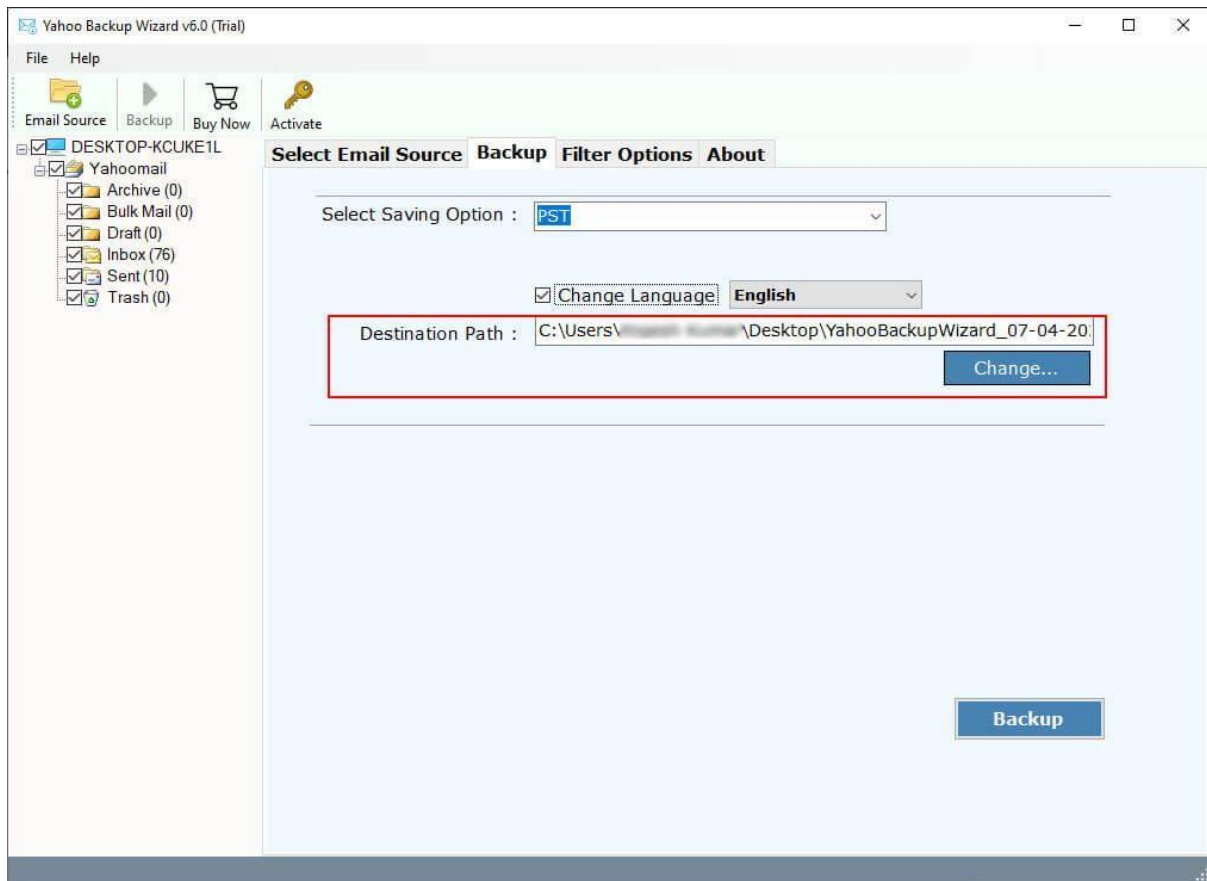 Yahoo Backup Wizard v6.0 (Trial)
File Help
Email Source Backup Buy Now Activate
DESKTOP-KCUKE1L
Yahoomail
Archive (0)
Bulk Mail (0)
Draft (0)
Inbox (76)
Sent (10)
Trash (0)
Select Email Source Backup Filter Options About
Select Saving Option : PST
Change Language English
Destination Path : C:\Users\ \Desktop\YahooBackupWizard_07-04-20
Change...
Backup